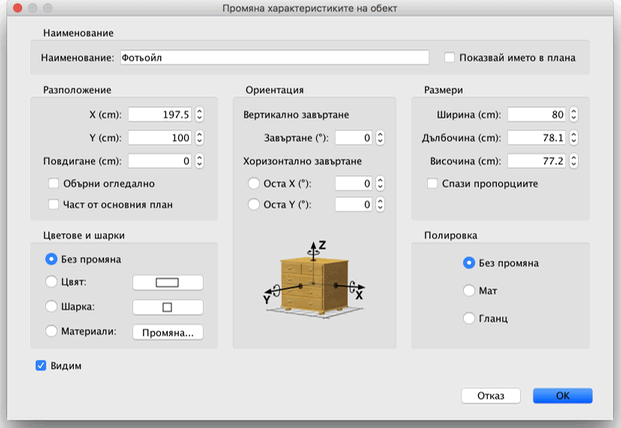 Промяна характеристиките на обект
Наименование
Наименование: Фотьойл Показвай името в плана
Разположение
X (cm): 197.5
Y (cm): 100
Повдигане (cm): 0
Обърни огледално
Част от основния план
Ориентация
Вертикално завъртане
Завъртане (°): 0
Хоризонтално завъртане
Оста X (°): 0
Оста Y (°): 0
Размери
Ширина (cm): 80
Дълбочина (cm): 78.1
Височина (cm): 77.2
Спази пропорциите
Цветове и шарки
Без промяна
Цвят:
Шарка:
Материали: Промяна...
Z
Y
X
Полировка
Без промяна
Мат
Гланц
Видим
Отказ
OK